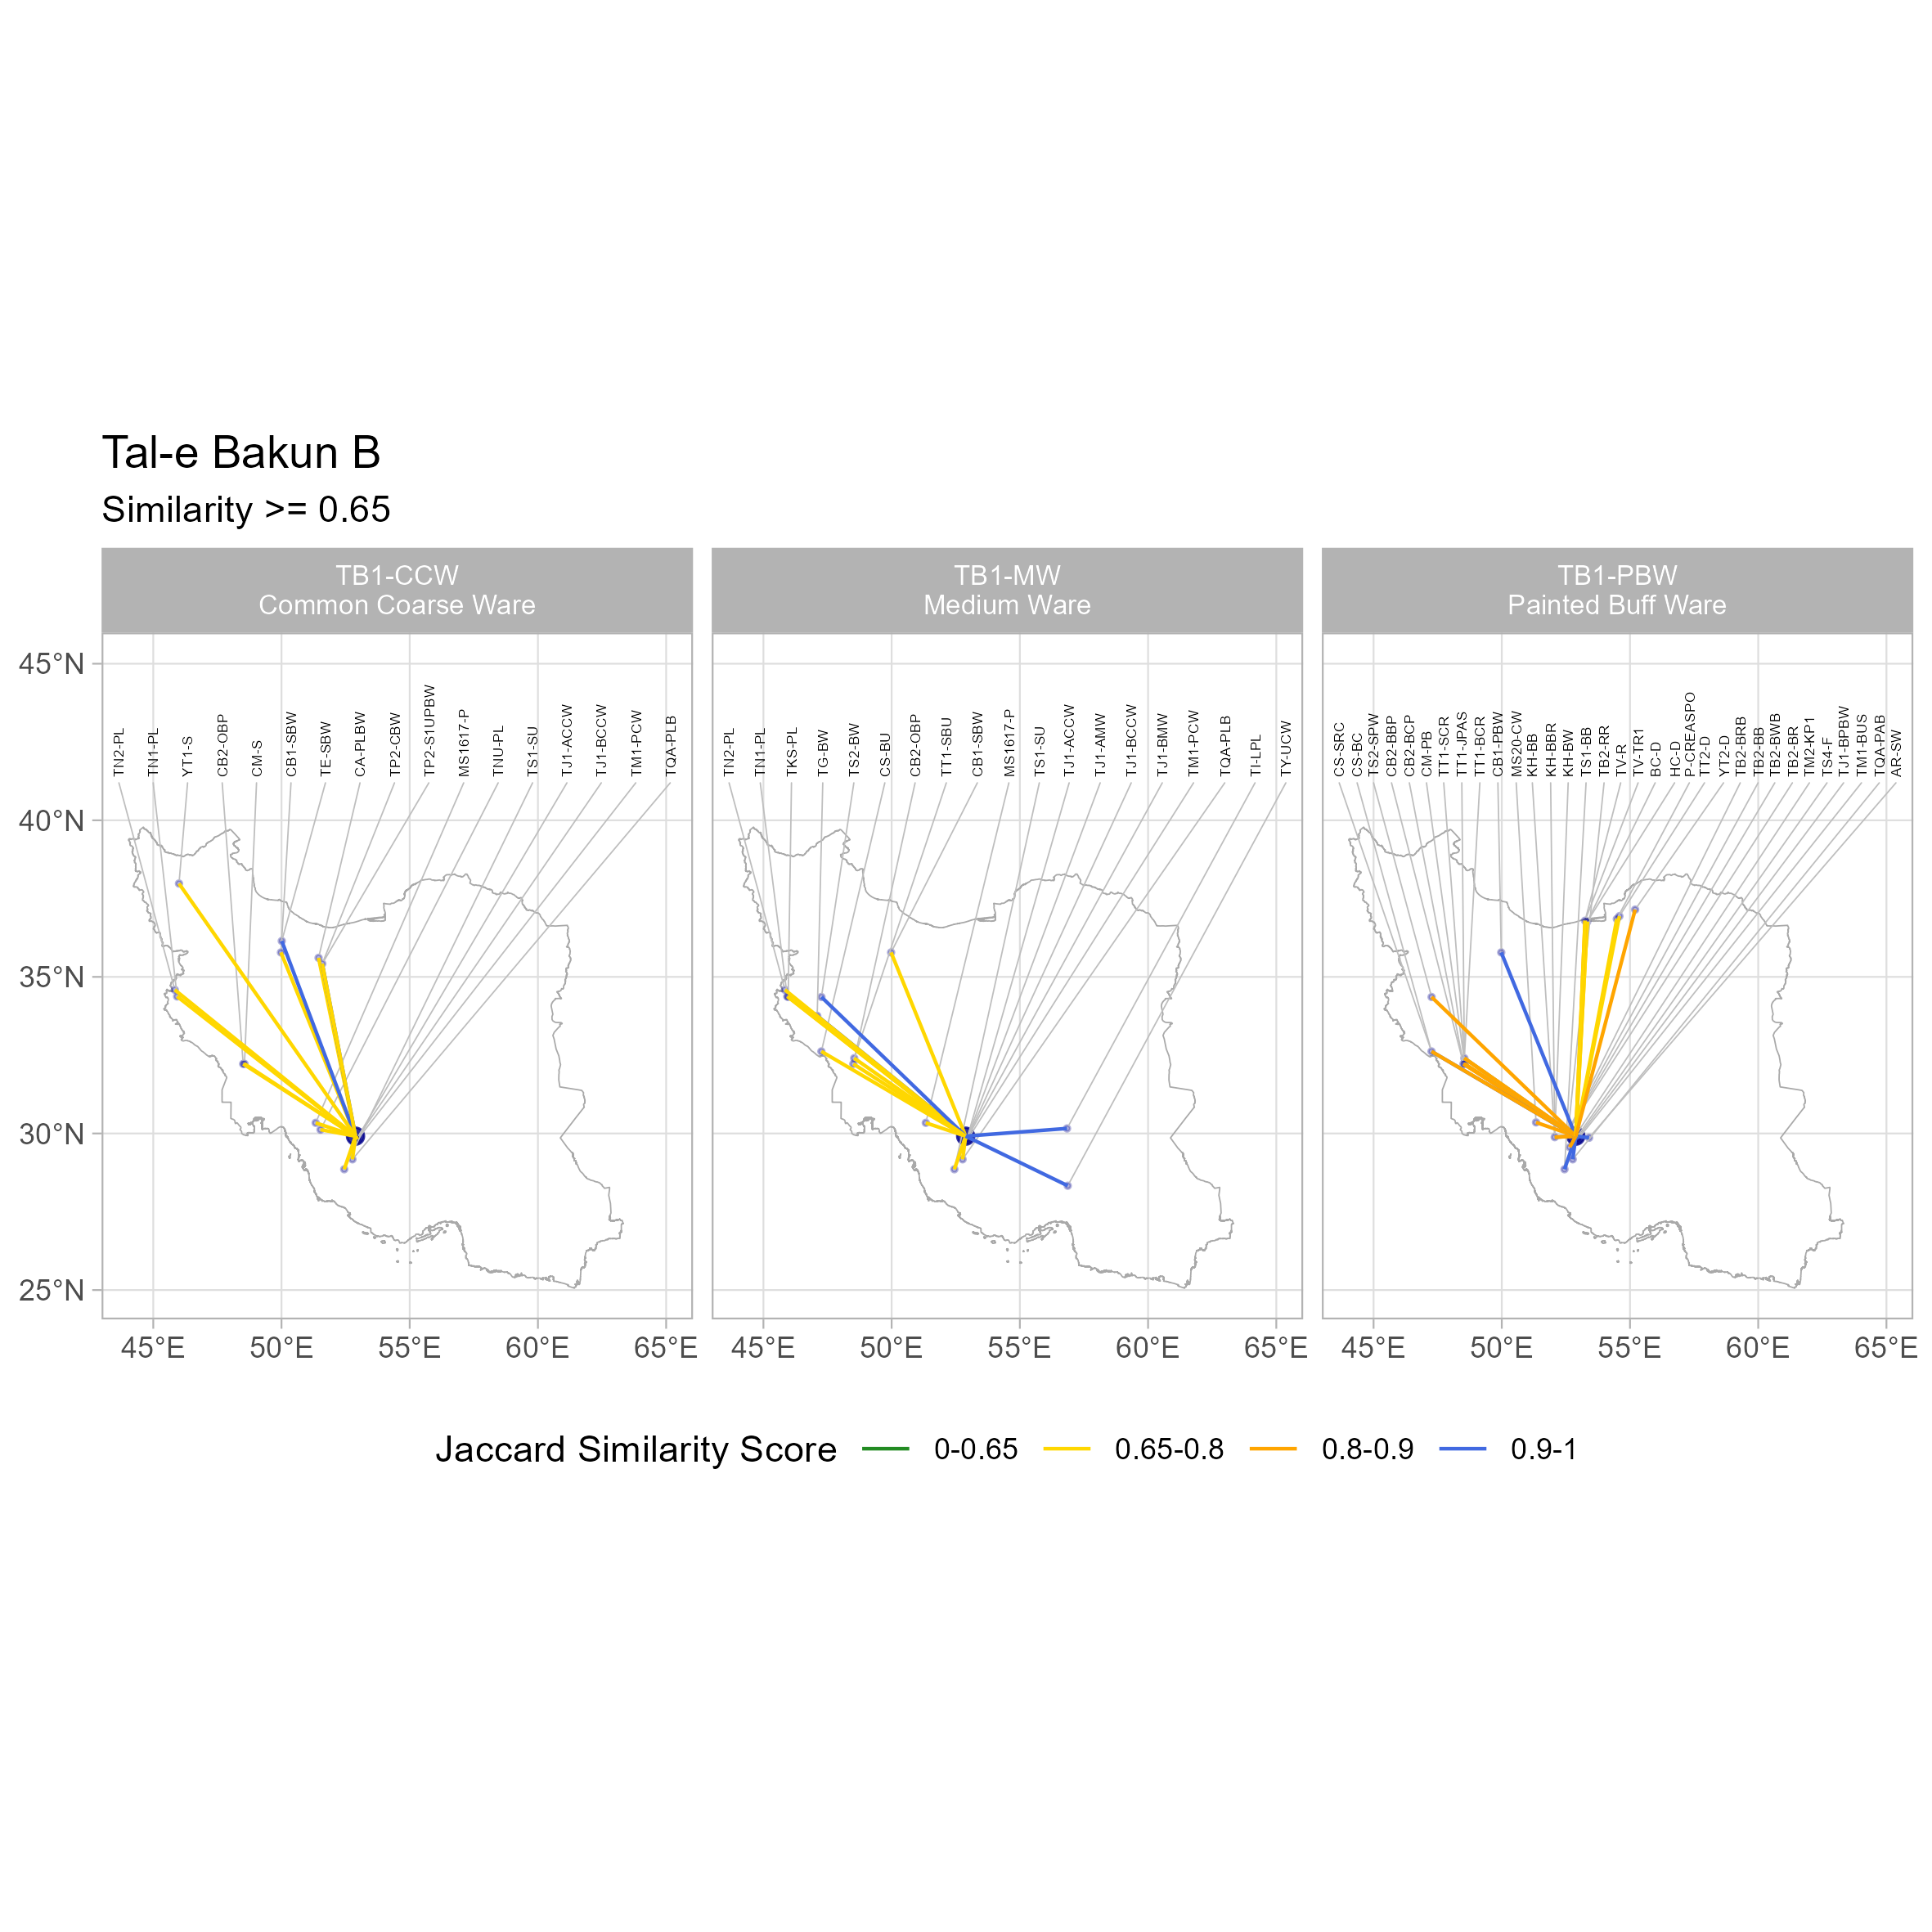 Tal-e Bakun B
Similarity >= 0.65
TB1-CCW
Common Coarse Ware
TB1-MW
Medium Ware
TB1-PBW
Painted Buff Ware
45°N
40°N
35°N
30°N
25°N
TN2-PL
TN1-PL
YT1-S
CB2-OBP
CM-S
CB1-SBW
TE-SBW
CA-PLBW
TP2-CBW
TP2-S1UPBW
MS1617-P
TNU-PL
TS1-SU
TJ1-ACCW
TJ1-BCCW
TM1-PCW
TQA-PLB
TN2-PL
TN1-PL
TKS-PL
TG-BW
TS2-BW
CS-BU
CB2-OBP
TT1-SBU
CB1-SBW
MS1617-P
TS1-SU
TJ1-ACCW
TJ1-AMW
TJ1-BCCW
TJ1-BMW
TM1-PCW
TQA-PLB
TI-LPL
TY-UCW
CS-SRC
CS-BC
TS2-SPW
CB2-BBP
CB2-BCP
CM-PB
TT1-SCR
TT1-JPAS
TT1-BCR
CB1-PBW
MS20-CW
KH-BB
KH-BBR
KH-BW
TS1-BB
TB2-RR
TV-R
TV-TR1
BC-D
HC-D
P-CREASPO
TT2-D
YT2-D
TB2-BRB
TB2-BB
TB2-BWB
TB2-BR
TM2-KP1
TS4-F
TJ1-BPBW
TM1-BUS
TQA-PAB
AR-SW
45°E 50°E 55°E 60°E 65°E
45°E 50°E 55°E 60°E 65°E
45°E 50°E 55°E 60°E 65°E
Jaccard Similarity Score 0-0.65 0.65-0.8 0.8-0.9 0.9-1